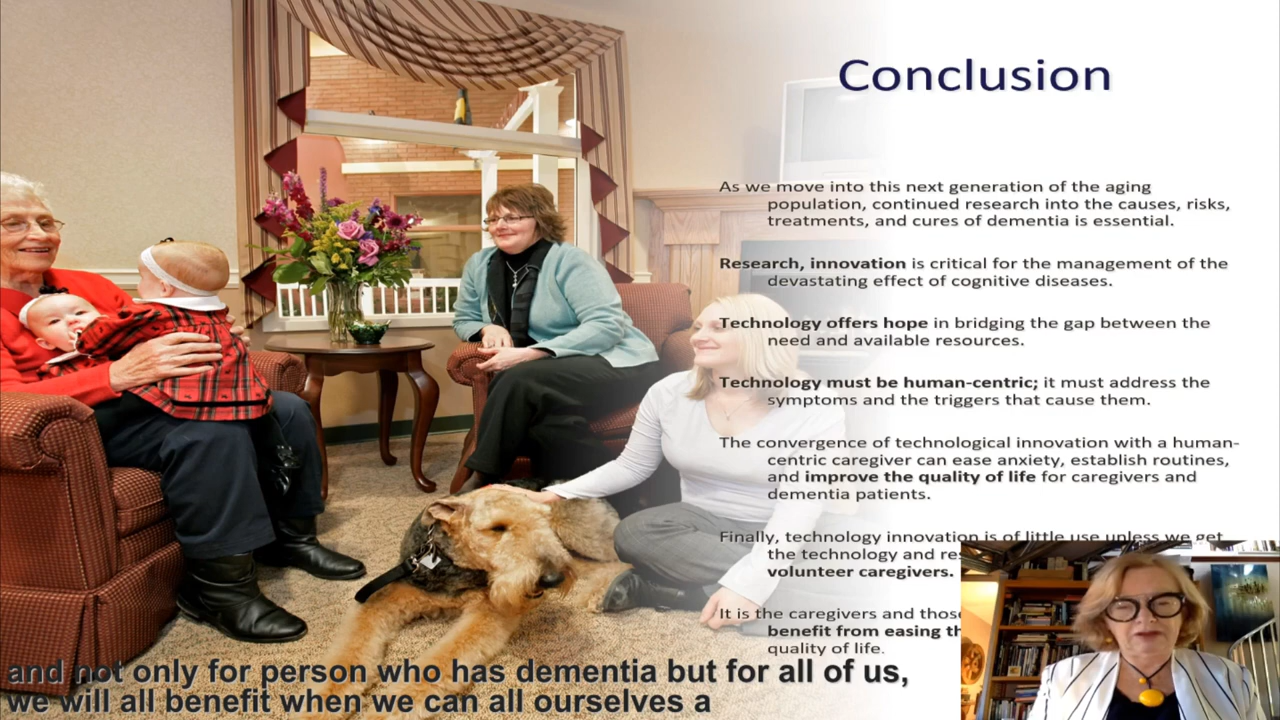 Conclusion
As we move into this next generation of the aging
population, continued research into the causes, risks,
treatments, and cures of dementia is essential.
Research, innovation is critical for the management of the
devastating effect of cognitive diseases.
Technology offers hope in bridging the gap between the
need and available resources.
Technology must be human-centric; it must address the
symptoms and the triggers that cause them.
The convergence of technological innovation with a human-
centric caregiver can ease anxiety, establish routines,
and improve the quality of life for caregivers and
dementia patients.
Finally, technology innovation is of little use unless we get
the technology and
volunteer caregivers.
It is the caregivers and those
benefit from easing
quality of life.
and not only for person who has dementia but for all of us,
we will all benefit when we can all ourselves a